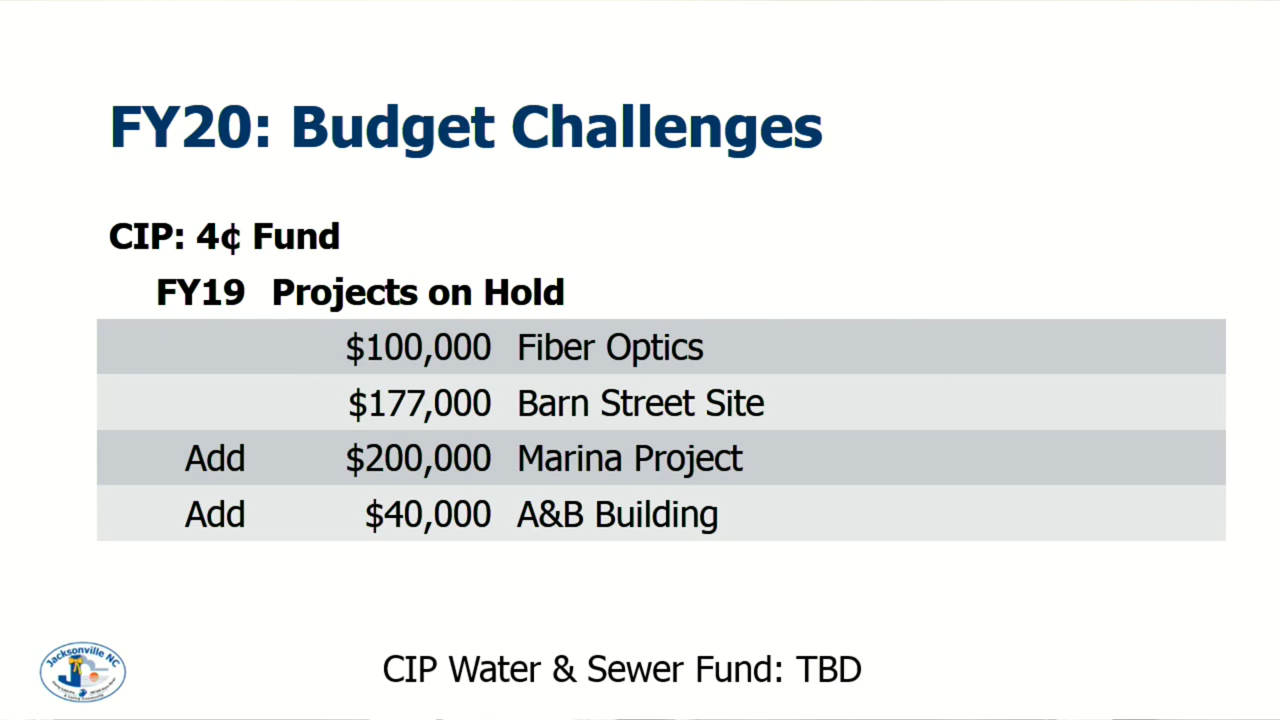 FY20: Budget Challenges
CIP: 4¢ Fund
FY19 Projects on Hold
$100,000 Fiber Optics
$177,000 Barn Street Site
Add $200,000 Marina Project
Add $40,000 A&B Building
Jacksonville NC
CIP Water & Sewer Fund: TBD